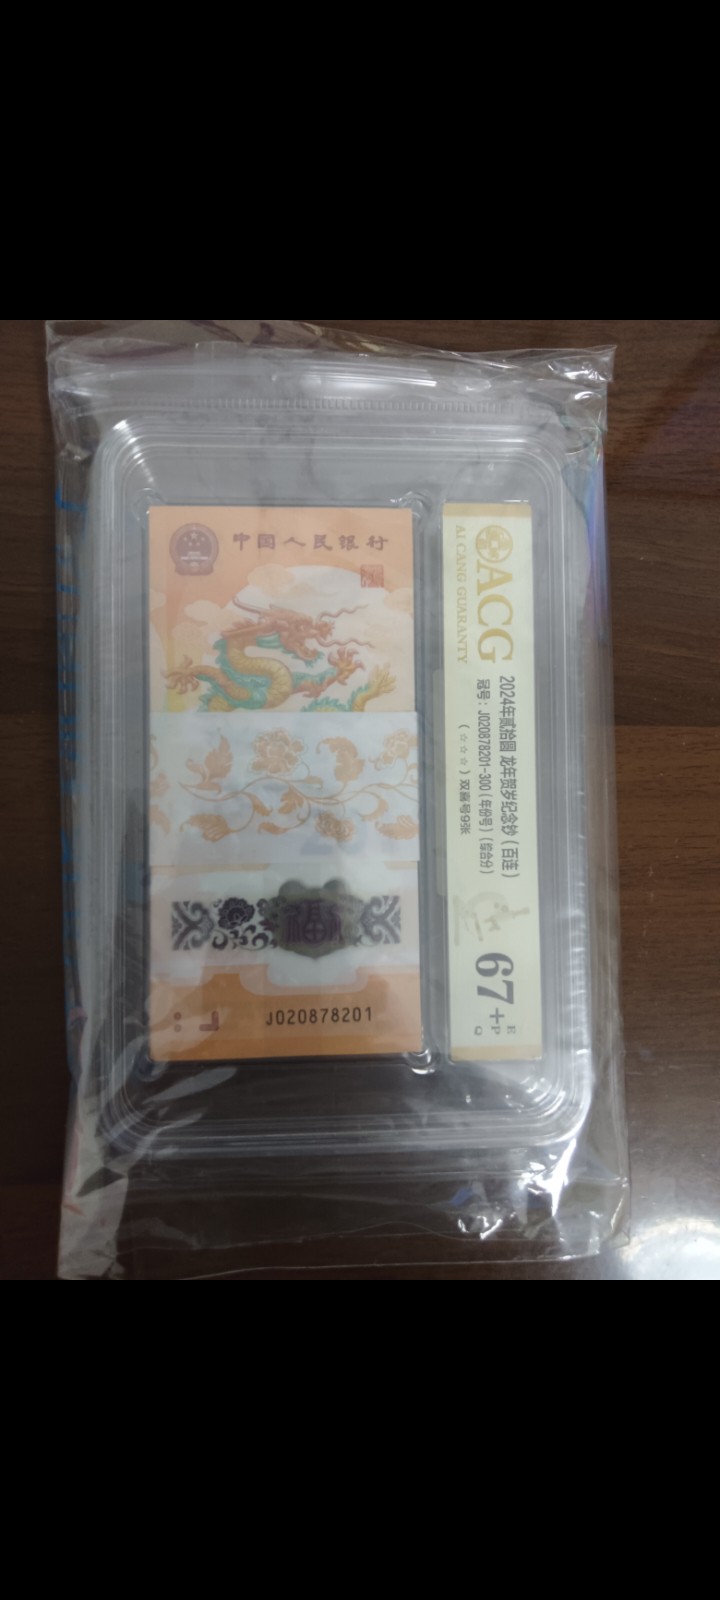 中国人民银行
福
J020878201
ACG
AI CANG GUARANTY
2024年贰拾圆 龙年贺岁纪念钞（百连）
冠号：J020878201-300（年份号）（综合分）
（☆☆☆）双喜号9张
67+
E
P
Q